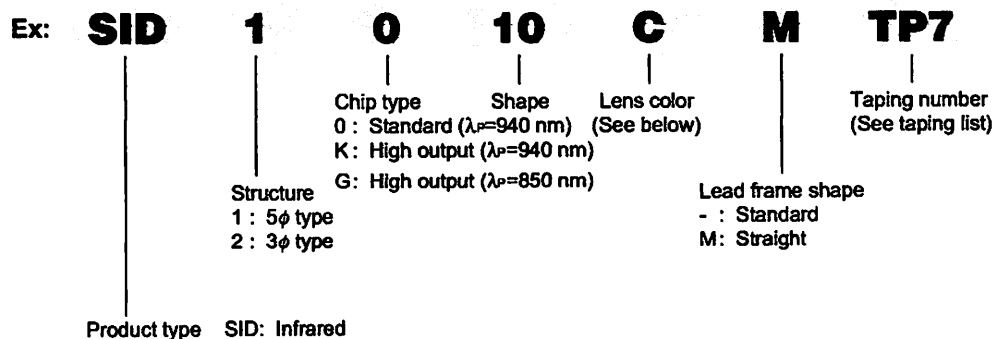 Ex: SID 1 0 10 C M TP7
Chip type Shape Lens color Taping number
0 : Standard (λP=940 nm) (See below) (See taping list)
K : High output (λP=940 nm)
G : High output (λP=850 nm)
Structure Lead frame shape
1 : 5φ type - : Standard
2 : 3φ type M: Straight
Product type SID: Infrared